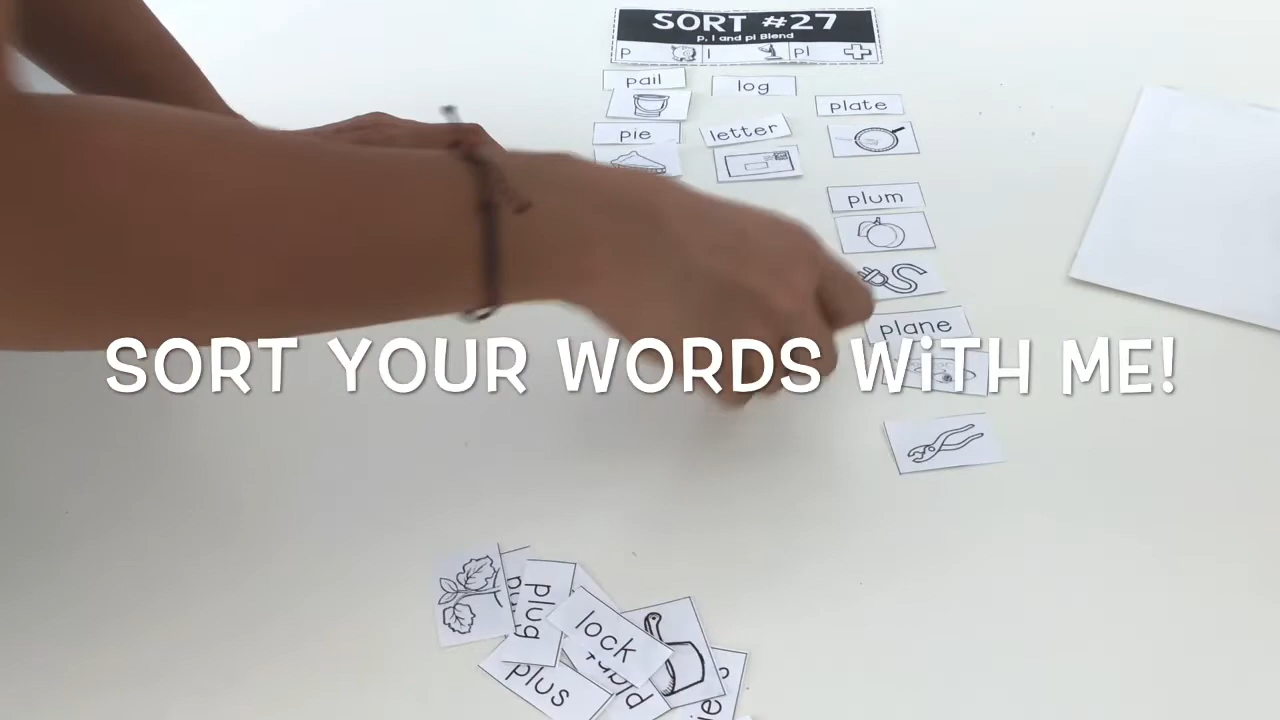 SORT #27
p, l and pl Blend
p l pl
pail log
plate
pie letter
plum
plane
SORT YOUR WORDS WITH ME!
plug
lock
plus